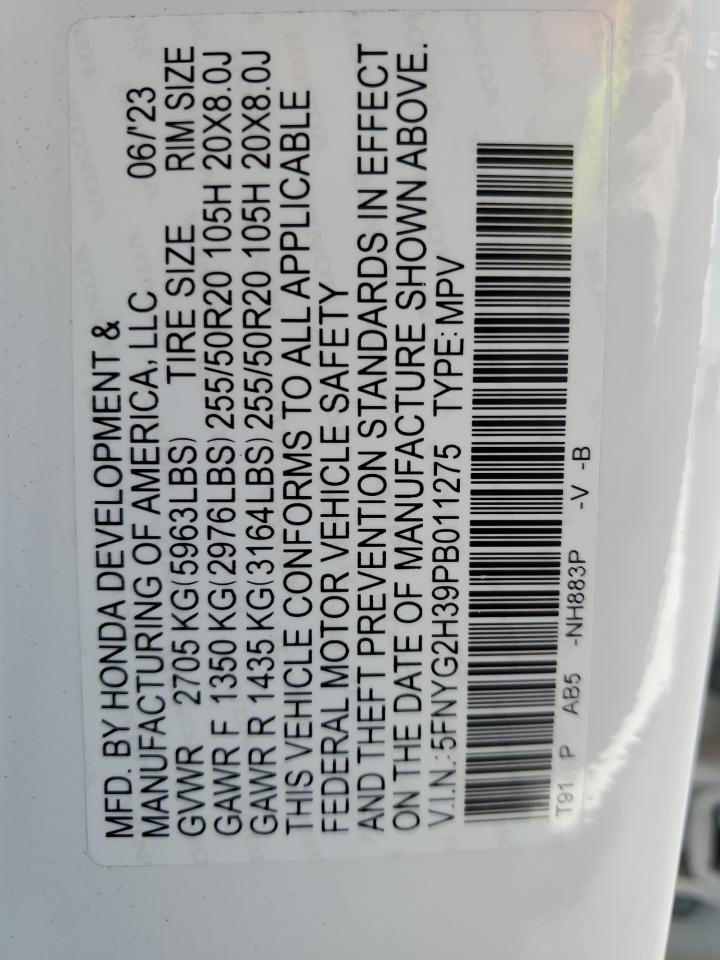 MFD. BY HONDA DEVELOPMENT &
MANUFACTURING OF AMERICA, LLC 06/'23
GVWR 2705 KG(5963LBS) TIRE SIZE RIM SIZE
GAWR F 1350 KG(2976LBS) 255/50R20 105H 20X8.0J
GAWR R 1435 KG(3164LBS) 255/50R20 105H 20X8.0J
THIS VEHICLE CONFORMS TO ALL APPLICABLE
FEDERAL MOTOR VEHICLE SAFETY
AND THEFT PREVENTION STANDARDS IN EFFECT
ON THE DATE OF MANUFACTURE SHOWN ABOVE.
V.I.N.:5FNYG2H39PB011275 TYPE: MPV
T91 P AB5 -NH883P -V -B